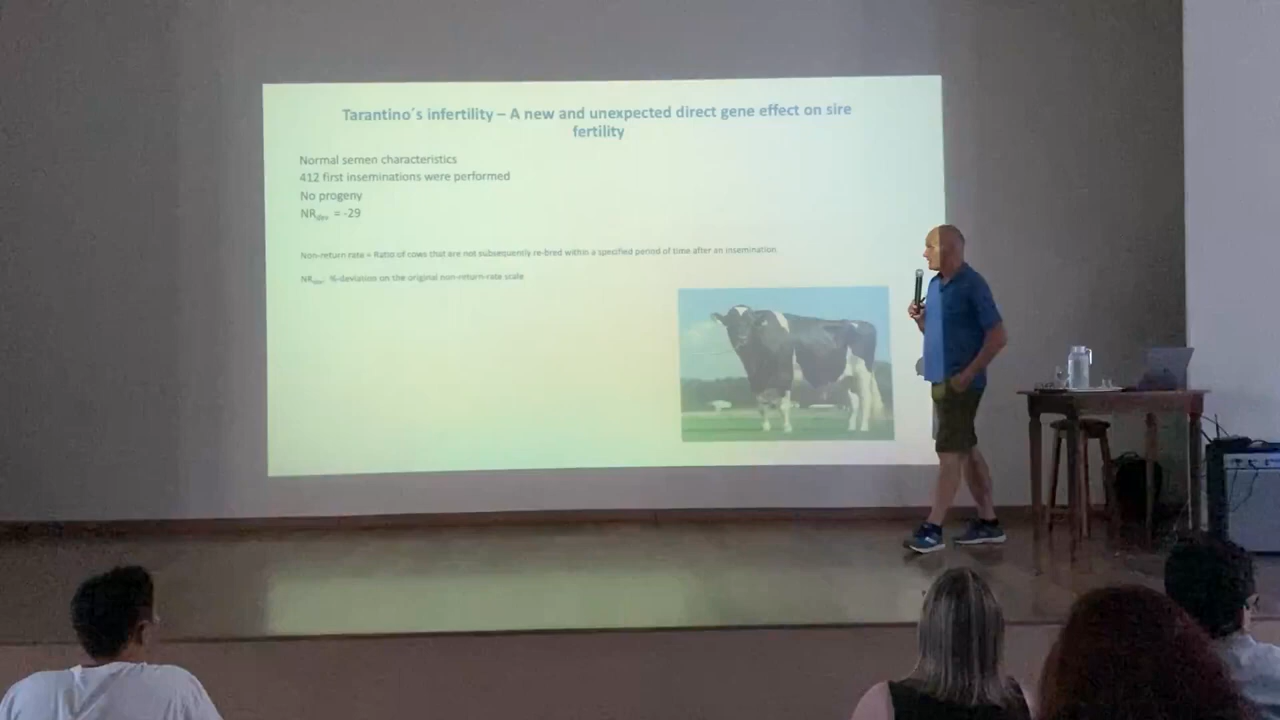 Tarantino´s infertility – A new and unexpected direct gene effect on sire
fertility
Normal semen characteristics
412 first inseminations were performed
No progeny
NRdev = -29
Non-return rate = Ratio of cows that are not subsequently re-bred within a specified period of time after an insemination
NRdev: %-deviation on the original non-return-rate scale